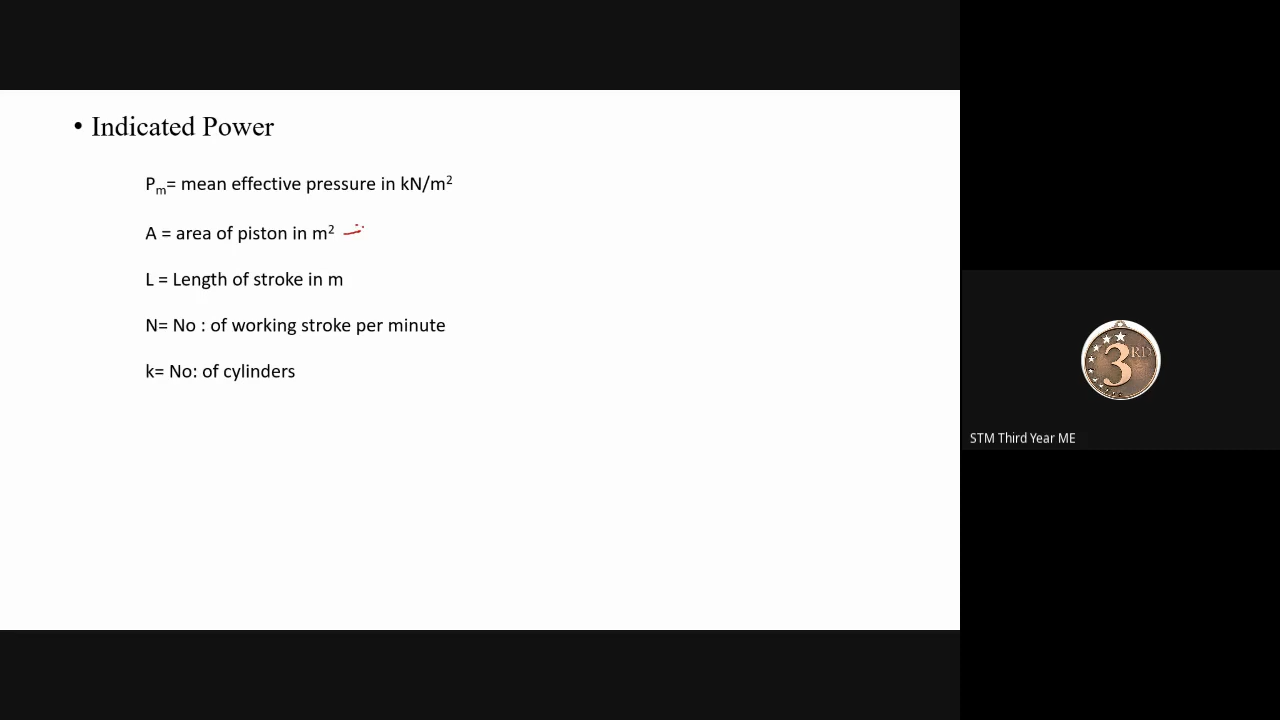 • Indicated Power
Pm= mean effective pressure in kN/m²
A = area of piston in m²
L = Length of stroke in m
N= No : of working stroke per minute
k= No: of cylinders
3RD
STM Third Year ME